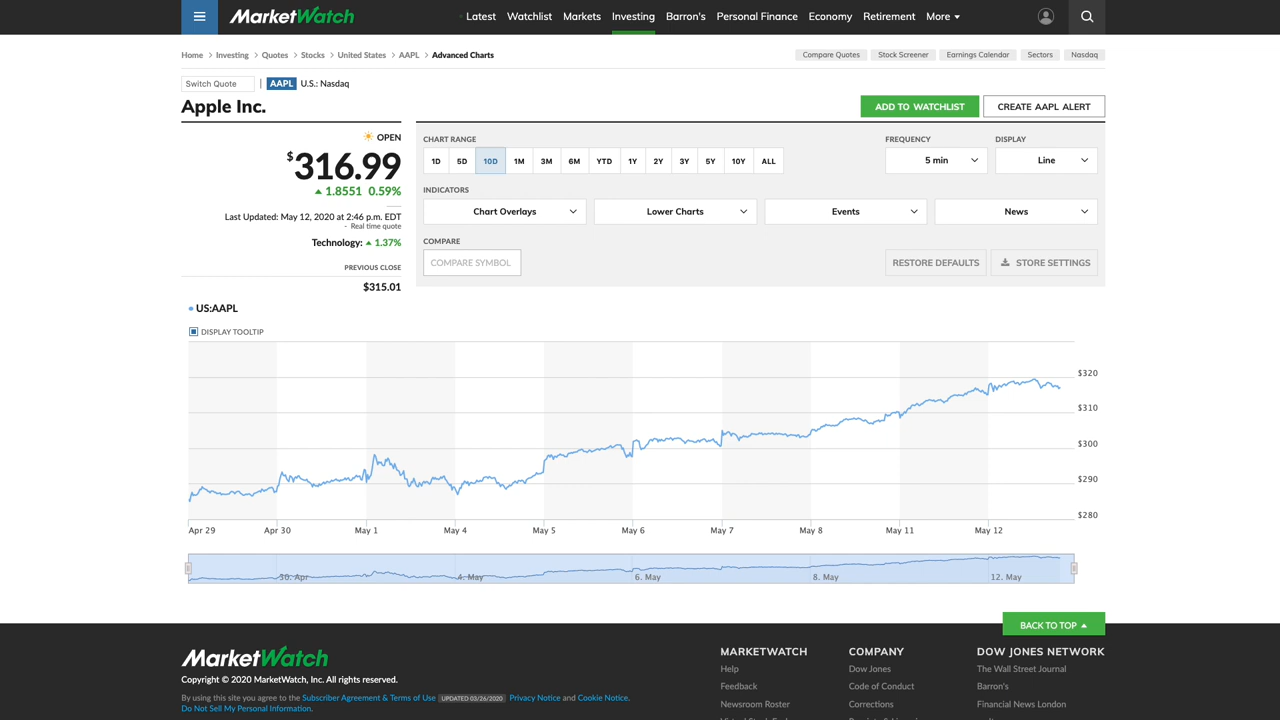 MarketWatch
Latest Watchlist Markets Investing Barron's Personal Finance Economy Retirement More
Home > Investing > Quotes > Stocks > United States > AAPL > Advanced Charts
Compare Quotes Stock Screener Earnings Calendar Sectors Nasdaq
Switch Quote | AAPL U.S.: Nasdaq
Apple Inc.
ADD TO WATCHLIST CREATE AAPL ALERT
OPEN
$316.99
1.8551 0.59%
Last Updated: May 12, 2020 at 2:46 p.m. EDT
- Real time quote
Technology: 1.37%
PREVIOUS CLOSE
$315.01
CHART RANGE
1D 5D 10D 1M 3M 6M YTD 1Y 2Y 3Y 5Y 10Y ALL
FREQUENCY
5 min
DISPLAY
Line
INDICATORS
Chart Overlays Lower Charts Events News
COMPARE
COMPARE SYMBOL
RESTORE DEFAULTS STORE SETTINGS
US:AAPL
DISPLAY TOOLTIP
$320
$310
$300
$290
$280
Apr 29 Apr 30 May 1 May 4 May 5 May 6 May 7 May 8 May 11 May 12
30. Apr 4. May 6. May 8. May 12. May
BACK TO TOP
MarketWatch
Copyright © 2020 MarketWatch, Inc. All rights reserved.
By using this site you agree to the Subscriber Agreement & Terms of Use UPDATED 03/26/2020 Privacy Notice and Cookie Notice.
Do Not Sell My Personal Information.
MARKETWATCH
Help
Feedback
Newsroom Roster
COMPANY
Dow Jones
Code of Conduct
Corrections
DOW JONES NETWORK
The Wall Street Journal
Barron's
Financial News London